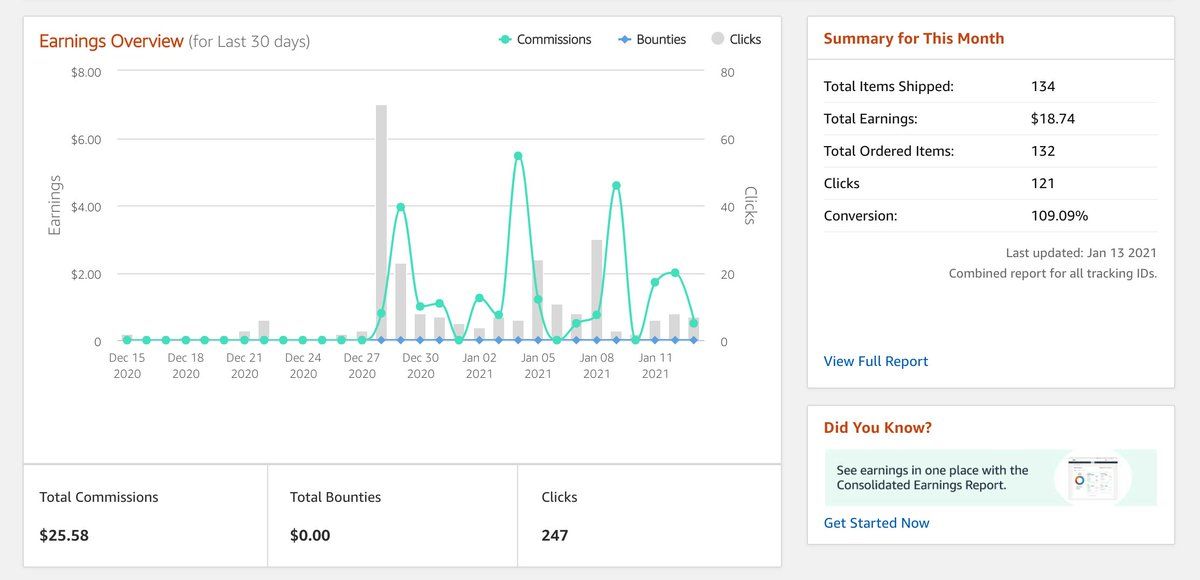 Earnings Overview (for Last 30 days)
Commissions Bounties Clicks
$8.00 80
$6.00 60
$4.00 40
$2.00 20
0 0
Earnings
Clicks
Dec 15 Dec 18 Dec 21 Dec 24 Dec 27 Dec 30 Jan 02 Jan 05 Jan 08 Jan 11
2020 2020 2020 2020 2020 2020 2021 2021 2021 2021
Total Commissions Total Bounties Clicks
$25.58 $0.00 247
Summary for This Month
Total Items Shipped: 134
Total Earnings: $18.74
Total Ordered Items: 132
Clicks 121
Conversion: 109.09%
Last updated: Jan 13 2021
Combined report for all tracking IDs.
View Full Report
Did You Know?
See earnings in one place with the
Consolidated Earnings Report.
Get Started Now